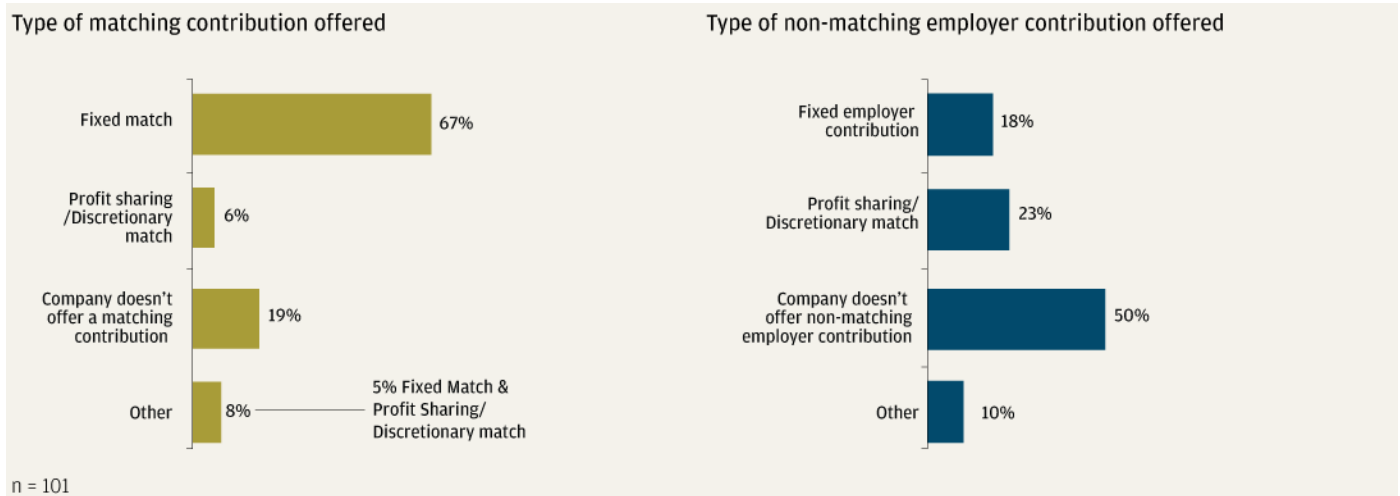 Type of matching contribution offered
Fixed match
67%
Profit sharing
/Discretionary
match
6%
Company doesn't
offer a matching
contribution
19%
Other
8%
5% Fixed Match &
Profit Sharing/
Discretionary match
n = 101
Type of non-matching employer contribution offered
Fixed employer
contribution
18%
Profit sharing/
Discretionary match
23%
Company doesn't
offer non-matching
employer contribution
50%
Other
10%